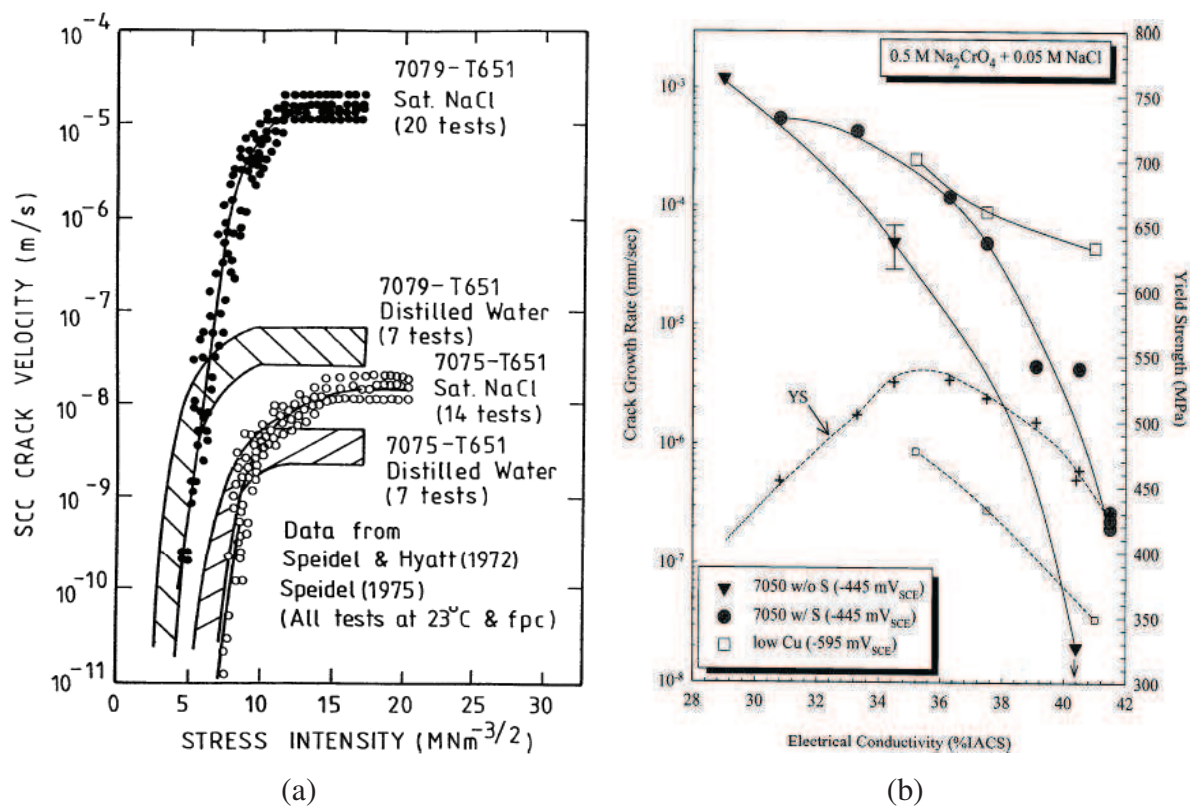 10⁻⁴
10⁻⁵
10⁻⁶
10⁻⁷
10⁻⁸
10⁻⁹
10⁻¹⁰
10⁻¹¹
SCC CRACK VELOCITY (m/s)
7079-T651
Sat. NaCl
(20 tests)
7079-T651
Distilled Water
(7 tests)
7075-T651
Sat. NaCl
(14 tests)
7075-T651
Distilled Water
(7 tests)
Data from
Speidel & Hyatt (1972)
Speidel (1975)
(All tests at 23°C & fpc)
0 5 10 15 20 25 30
STRESS INTENSITY (MNm⁻³/²)
(a)
0.5 M Na₂CrO₄ + 0.05 M NaCl
10⁻³
10⁻⁴
10⁻⁵
10⁻⁶
10⁻⁷
10⁻⁸
Crack Growth Rate (mm/sec)
YS
7050 w/o S (-445 mV_SCE)
7050 w/ S (-445 mV_SCE)
low Cu (-595 mV_SCE)
800
750
700
650
600
550
500
450
400
350
300
Yield Strength (MPa)
28 30 32 34 36 38 40 42
Electrical Conductivity (%IACS)
(b)